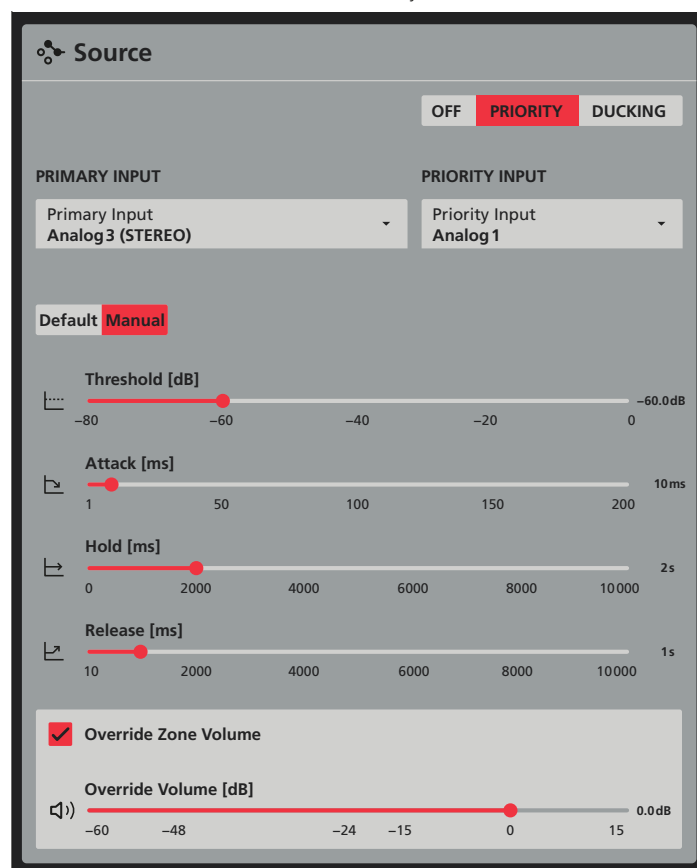 Source
OFF PRIORITY DUCKING
PRIMARY INPUT PRIORITY INPUT
Primary Input Priority Input
Analog 3 (STEREO) Analog 1
Default Manual
Threshold [dB]
–60.0 dB
–80 –60 –40 –20 0
Attack [ms]
10 ms
1 50 100 150 200
Hold [ms]
2 s
0 2000 4000 6000 8000 10000
Release [ms]
1 s
10 2000 4000 6000 8000 10000
Override Zone Volume
Override Volume [dB]
0.0 dB
–60 –48 –24 –15 0 15